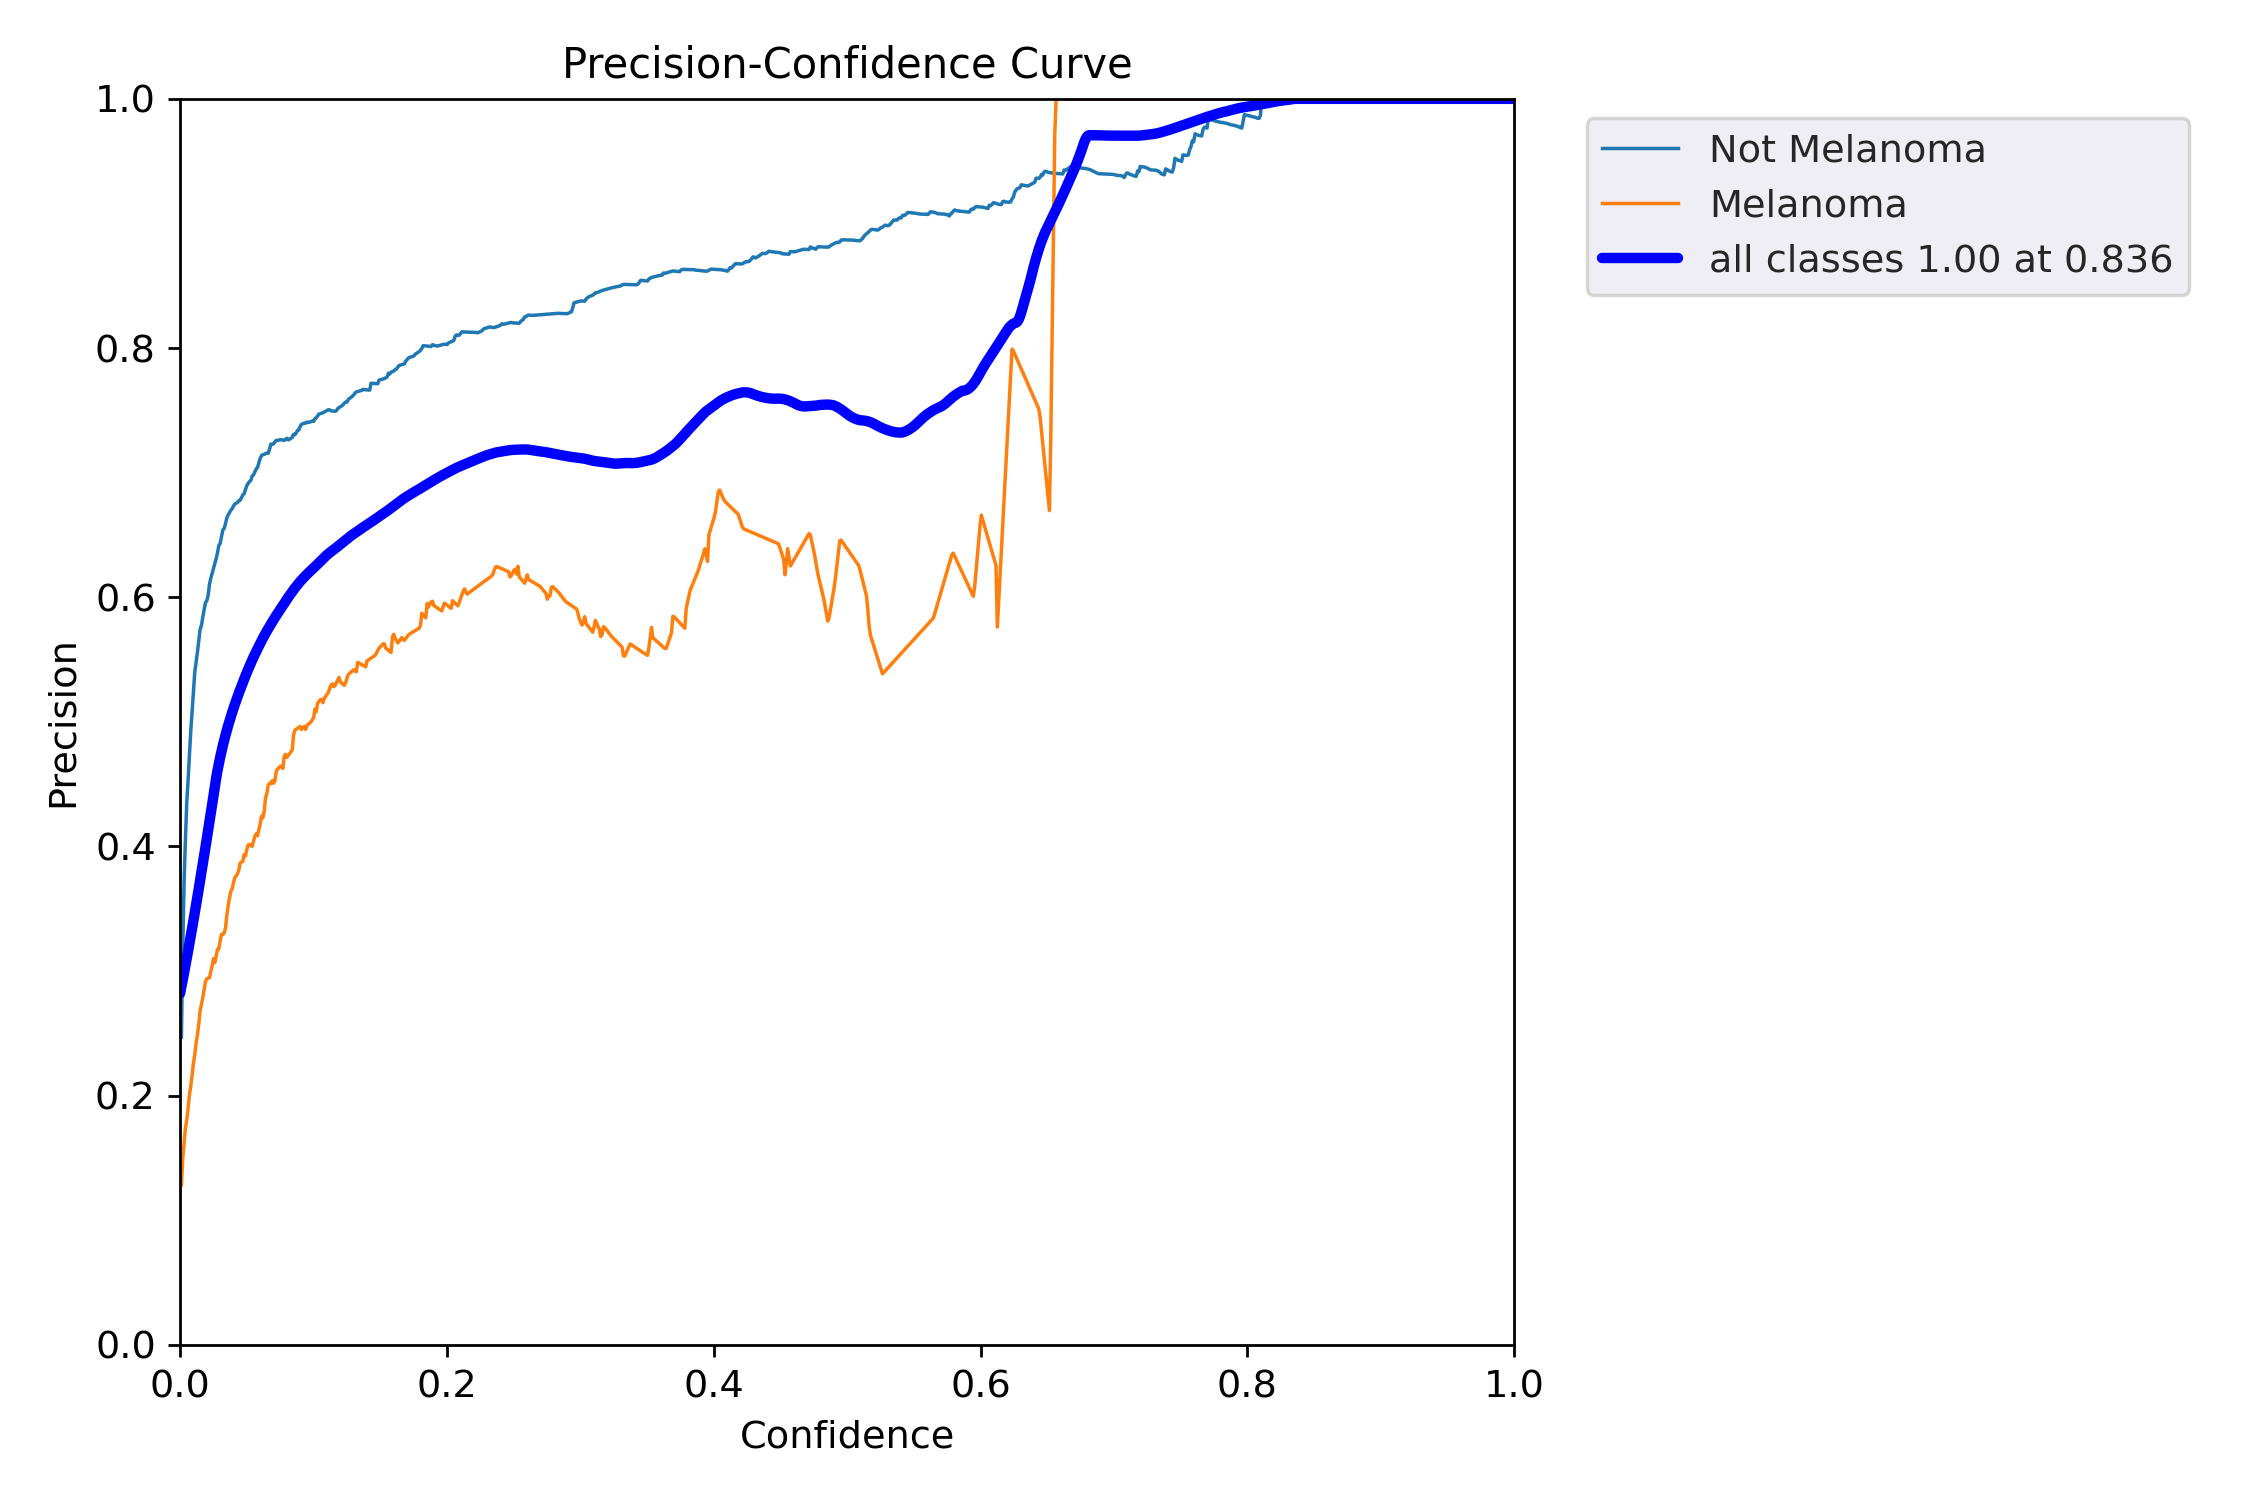 Precision-Confidence Curve
1.0
0.8
0.6
0.4
0.2
0.0
Precision
0.0 0.2 0.4 0.6 0.8 1.0
Confidence
Not Melanoma
Melanoma
all classes 1.00 at 0.836